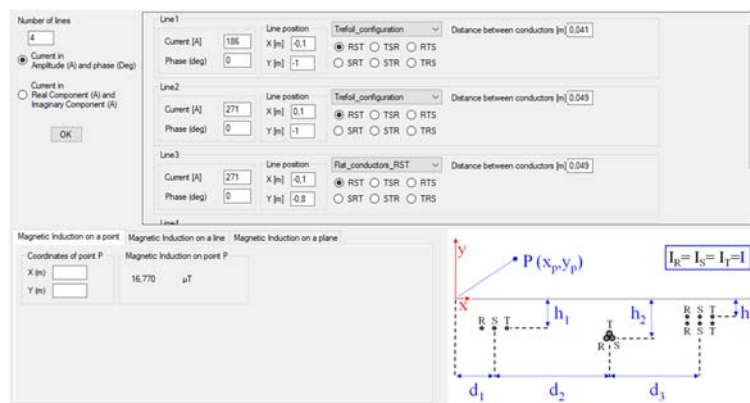 Number of lines
4
Current in
Amplitude (A) and phase (Deg)
Current in
Real Component (A) and
Imaginary Component (A)
OK
Line1
Current [A] 186
Phase (deg) 0
Line position
X [m] -0,1
Y [m] -1
Trefoil_configuration
RST TSR RTS
SRT STR TRS
Distance between conductors [m] 0,041
Line2
Current [A] 271
Phase (deg) 0
Line position
X [m] 0,1
Y [m] -1
Trefoil_configuration
RST TSR RTS
SRT STR TRS
Distance between conductors [m] 0,049
Line3
Current [A] 271
Phase (deg) 0
Line position
X [m] -0,1
Y [m] -0,8
Flat_conductors_RST
RST TSR RTS
SRT STR TRS
Distance between conductors [m] 0,049
Line4
Magnetic Induction on a point Magnetic Induction on a line Magnetic Induction on a plane
Coordinates of point P
X (m)
Y (m)
Magnetic Induction on point P
16,770 µT
y
P (xp,yp)
IR= IS= IT=I
x
R S T
h1
T
R S
h2
R S T
R S T
h
d1 d2 d3